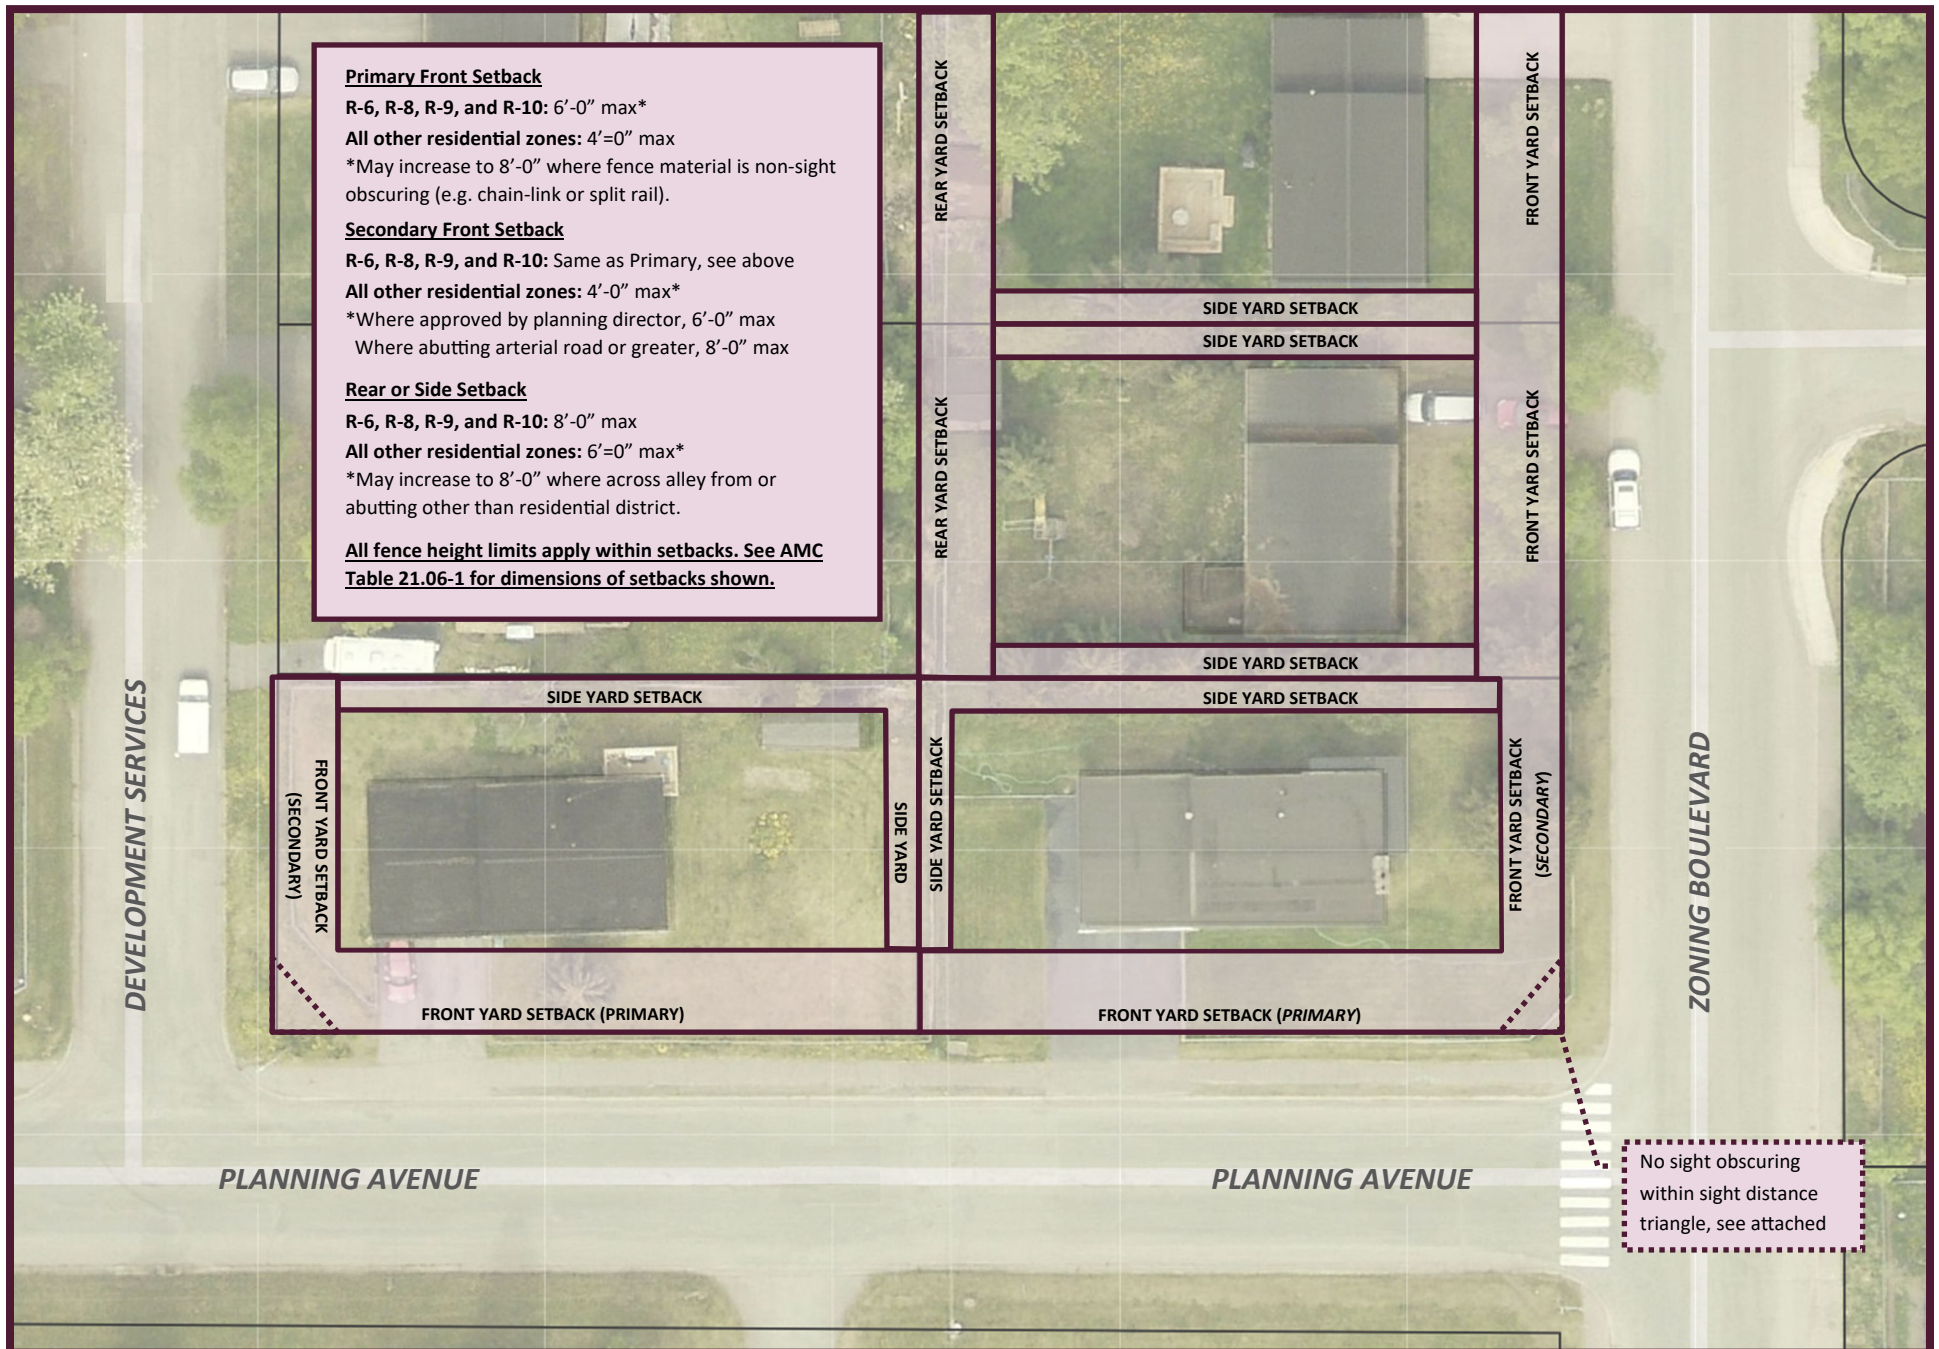 Primary Front Setback
R-6, R-8, R-9, and R-10: 6’-0” max*
All other residential zones: 4’=0” max
*May increase to 8’-0” where fence material is non-sight
obscuring (e.g. chain-link or split rail).
Secondary Front Setback
R-6, R-8, R-9, and R-10: Same as Primary, see above
All other residential zones: 4’-0” max*
*Where approved by planning director, 6’-0” max
Where abutting arterial road or greater, 8’-0” max
Rear or Side Setback
R-6, R-8, R-9, and R-10: 8’-0” max
All other residential zones: 6’=0” max*
*May increase to 8’-0” where across alley from or
abutting other than residential district.
All fence height limits apply within setbacks. See AMC
Table 21.06-1 for dimensions of setbacks shown.
REAR YARD SETBACK
FRONT YARD SETBACK
SIDE YARD SETBACK
SIDE YARD SETBACK
REAR YARD SETBACK
FRONT YARD SETBACK
SIDE YARD SETBACK
SIDE YARD SETBACK
SIDE YARD SETBACK
DEVELOPMENT SERVICES
FRONT YARD SETBACK
(SECONDARY)
SIDE YARD
SIDE YARD SETBACK
FRONT YARD SETBACK
(SECONDARY)
ZONING BOULEVARD
FRONT YARD SETBACK (PRIMARY)
FRONT YARD SETBACK (PRIMARY)
PLANNING AVENUE
PLANNING AVENUE
No sight obscuring
within sight distance
triangle, see attached